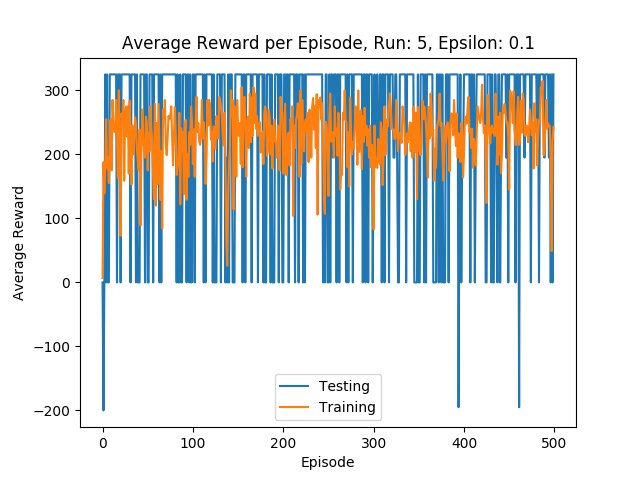 Average Reward per Episode, Run: 5, Epsilon: 0.1
Average Reward
300
200
100
0
−100
−200
Testing
Training
0
100
200
300
400
500
Episode